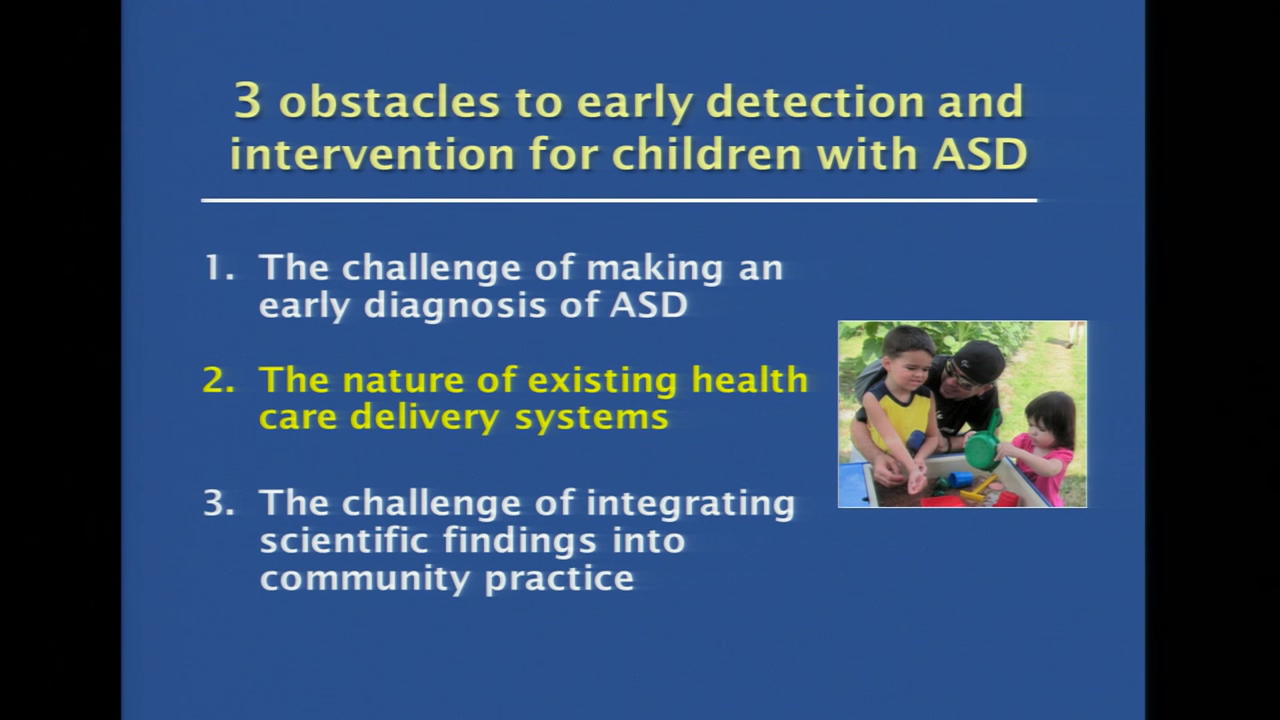 3 obstacles to early detection and
intervention for children with ASD
1. The challenge of making an
early diagnosis of ASD
2. The nature of existing health
care delivery systems
3. The challenge of integrating
scientific findings into
community practice